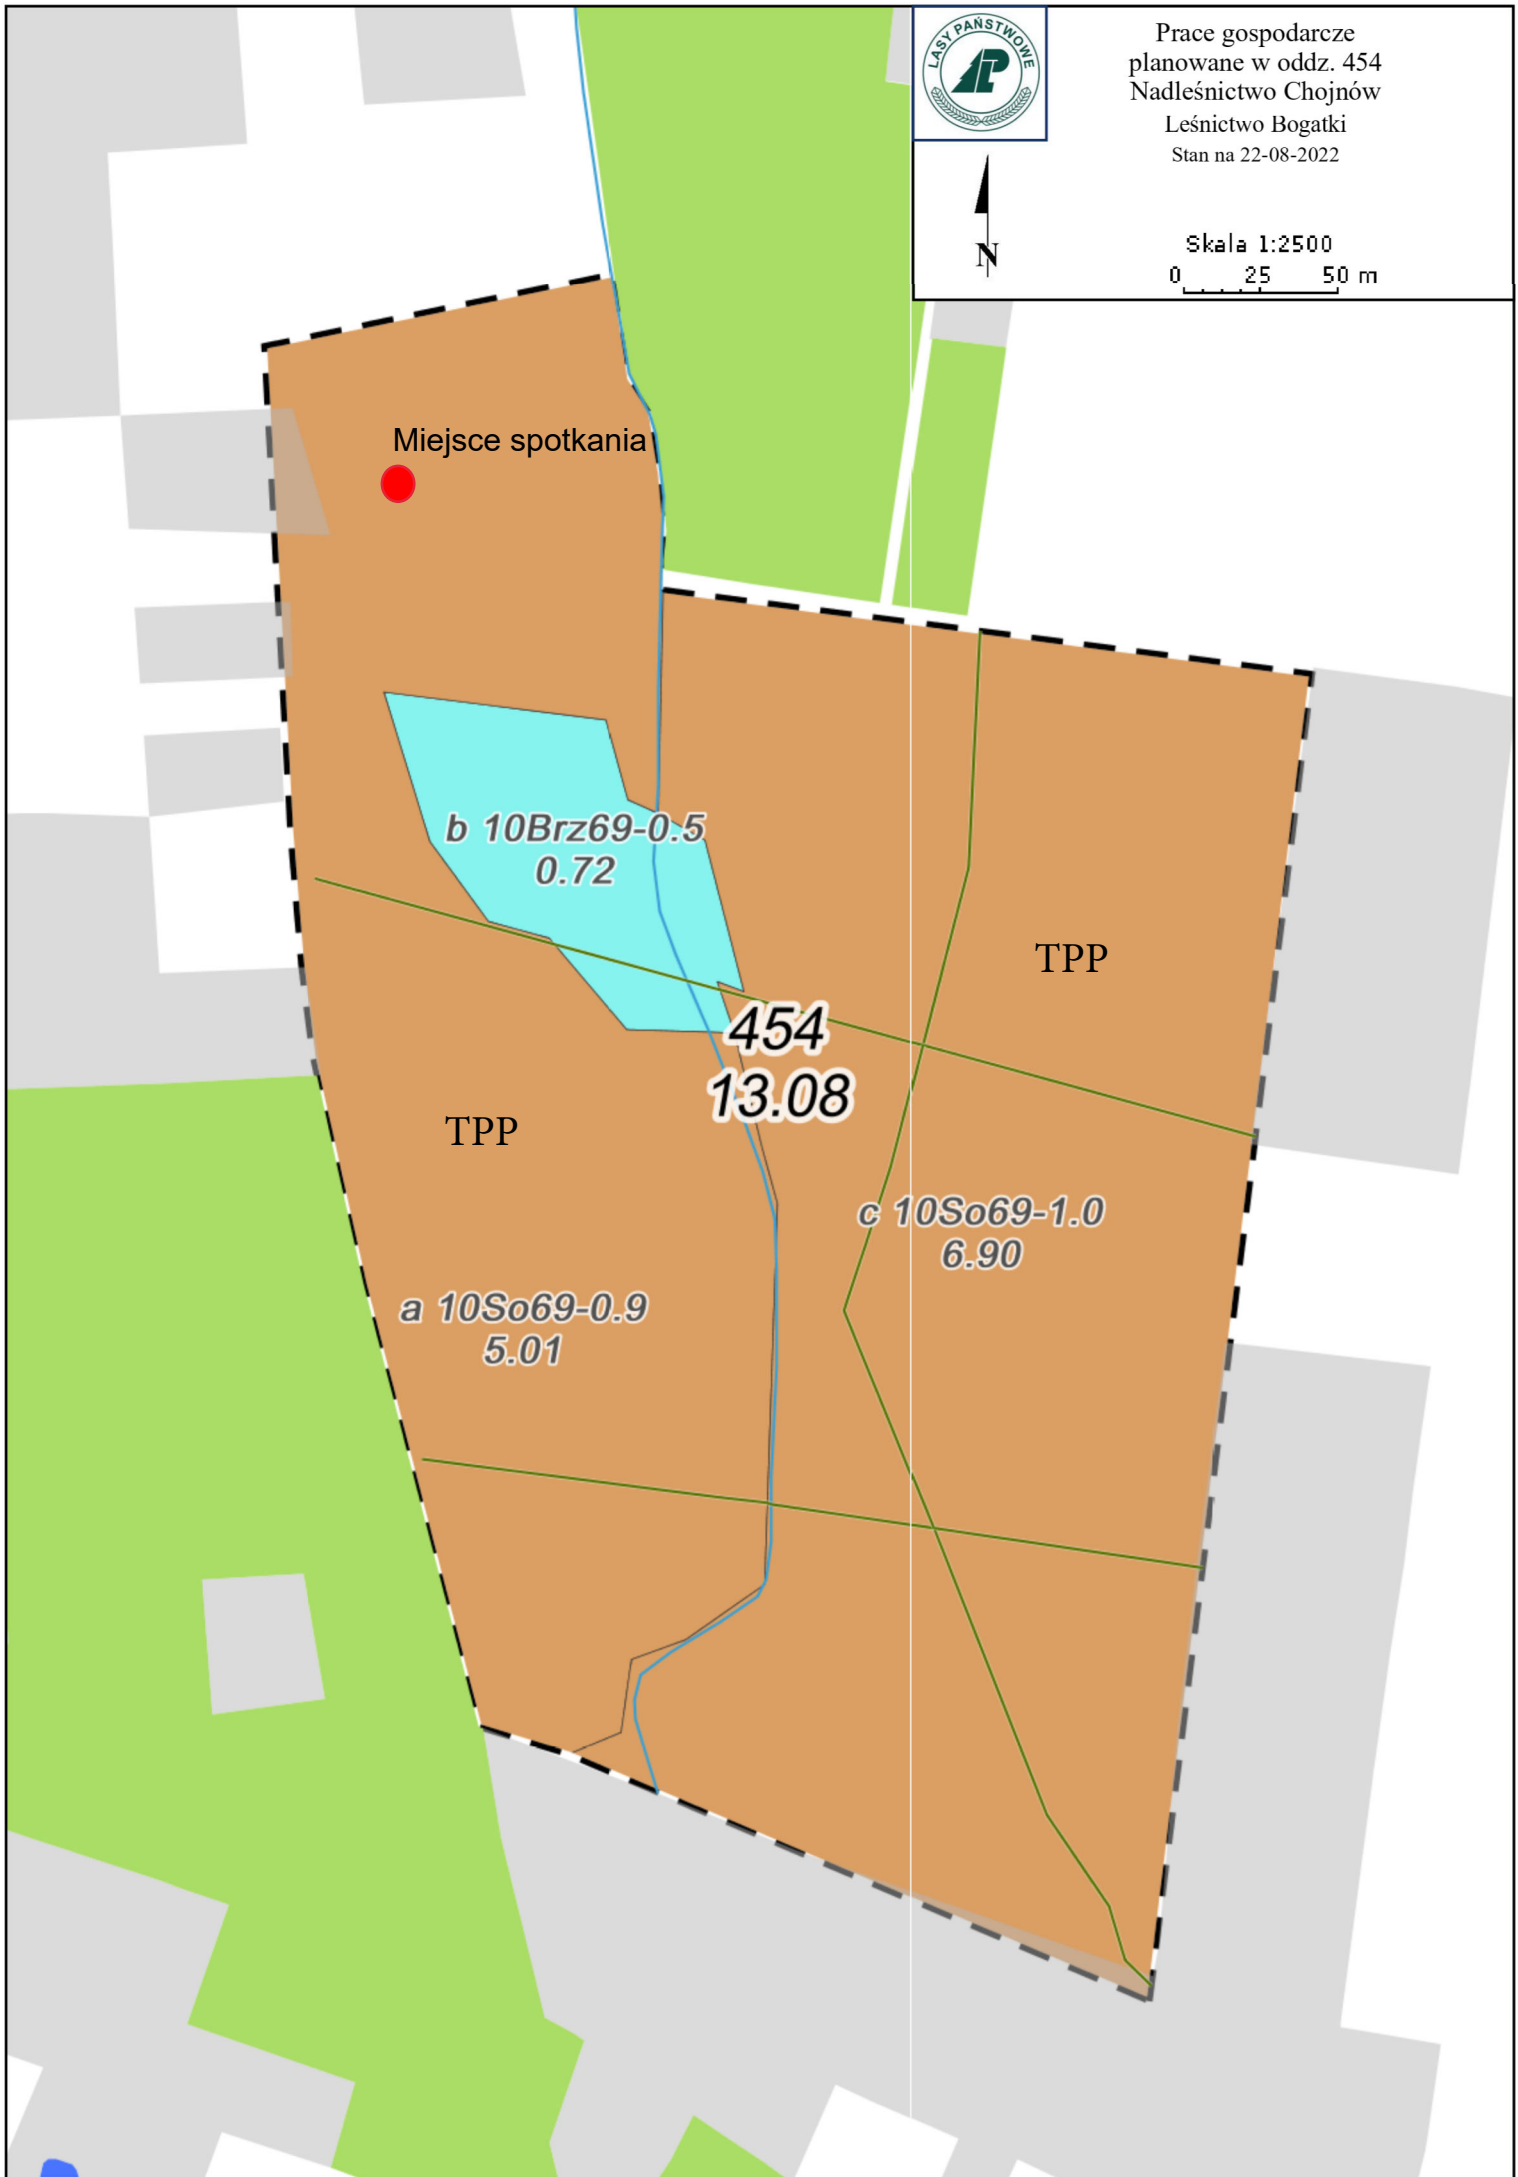 LASY PAŃSTWOWE
LP
Prace gospodarcze
planowane w oddz. 454
Nadleśnictwo Chojnów
Leśnictwo Bogatki
Stan na 22-08-2022
N
Skala 1:2500
0 25 50 m
Miejsce spotkania
b 10Brz69-0.5
0.72
TPP
454
13.08
TPP
c 10So69-1.0
6.90
a 10So69-0.9
5.01